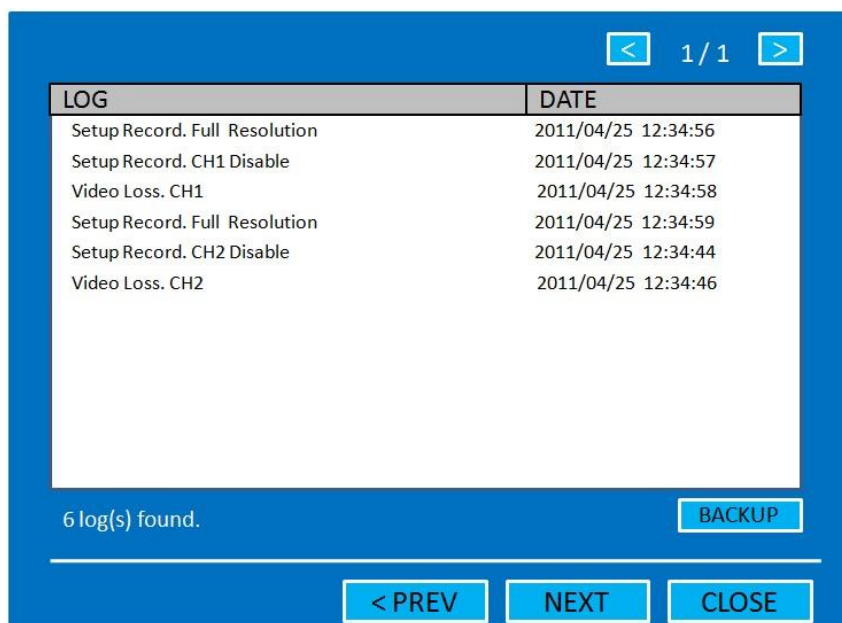 < 1/1 >
LOG DATE
Setup Record. Full Resolution 2011/04/25 12:34:56
Setup Record. CH1 Disable 2011/04/25 12:34:57
Video Loss. CH1 2011/04/25 12:34:58
Setup Record. Full Resolution 2011/04/25 12:34:59
Setup Record. CH2 Disable 2011/04/25 12:34:44
Video Loss. CH2 2011/04/25 12:34:46
6 log(s) found. BACKUP
< PREV NEXT CLOSE